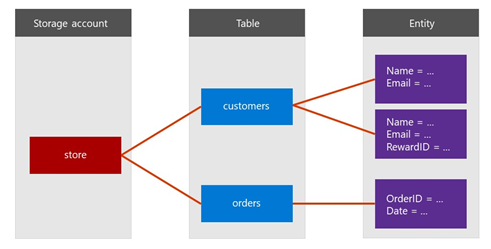 Storage account
Table
Entity
store
customers
orders
Name = ...
Email = ...
Name = ...
Email = ...
RewardID = ...
OrderID = ...
Date = ...